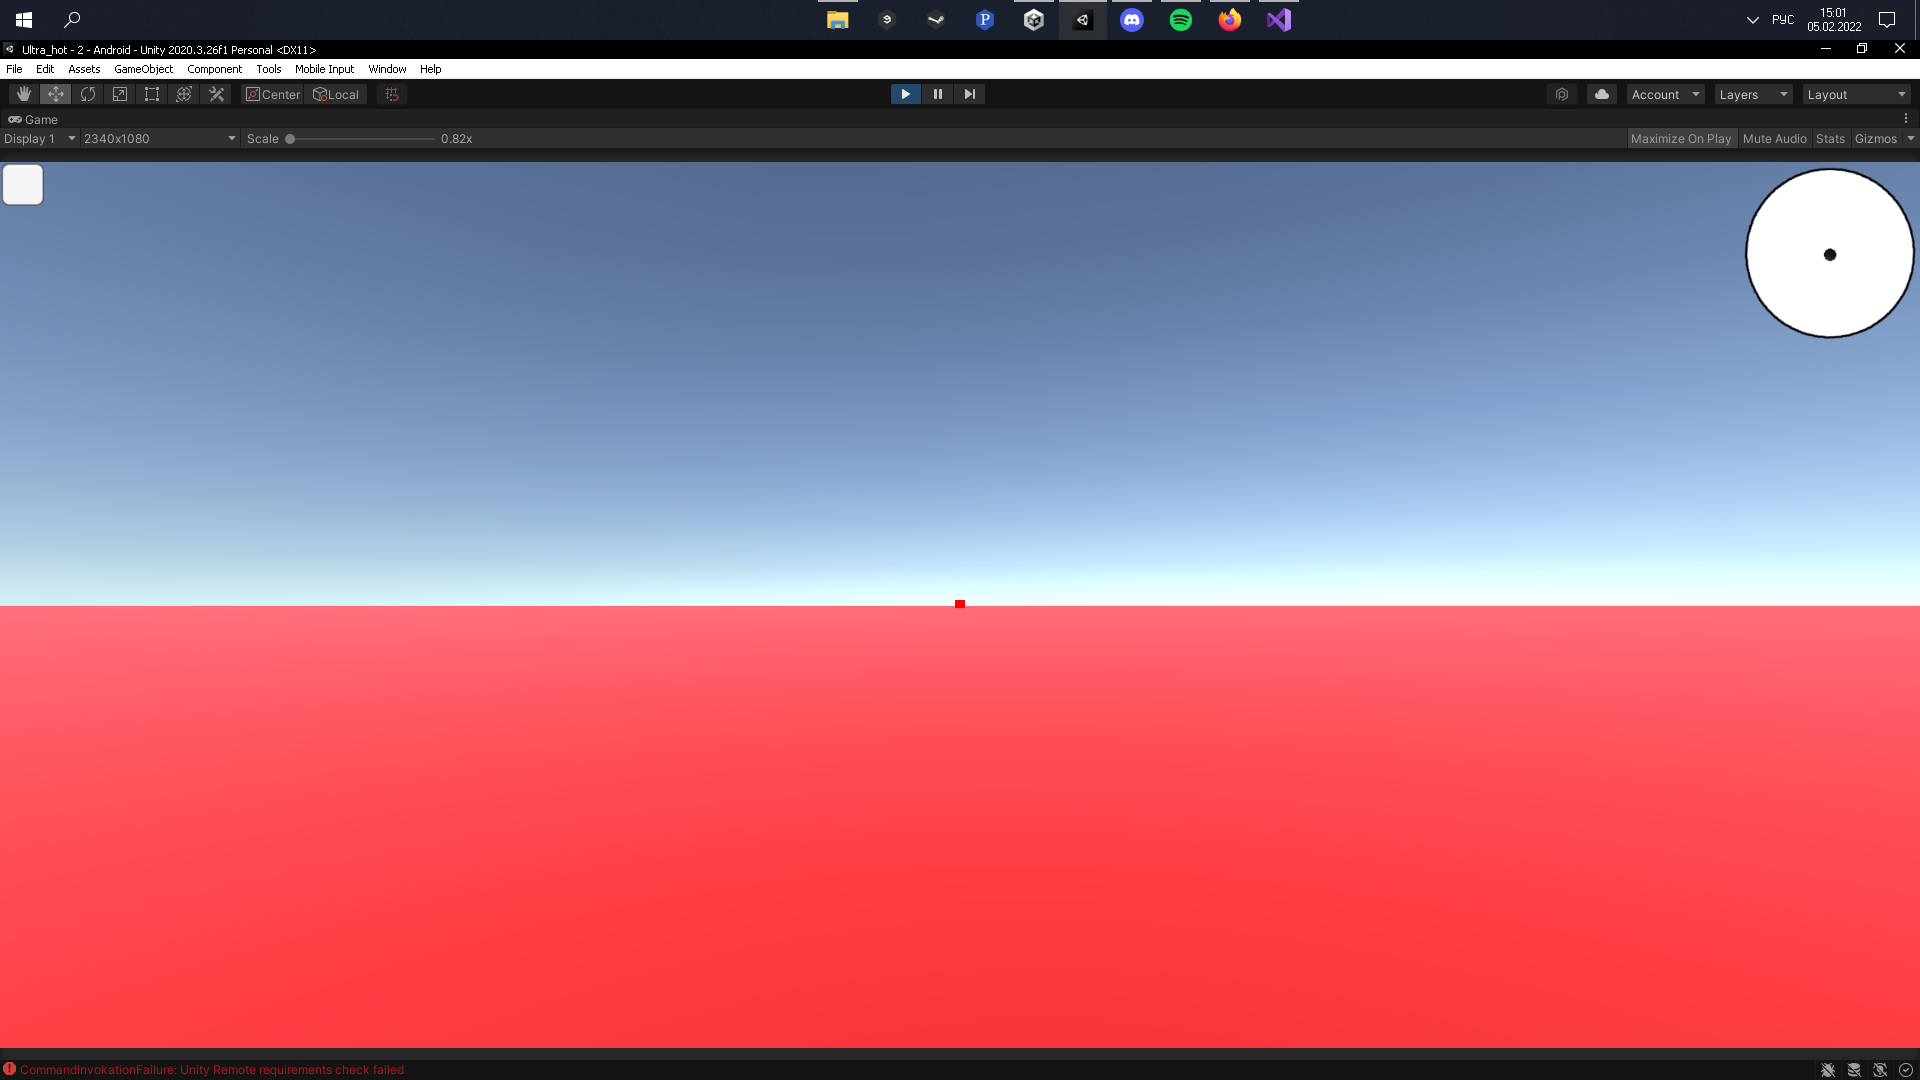 РУС
15:01
05.02.2022
Ultra_hot - 2 - Android - Unity 2020.3.26f1 Personal <DX11>
File Edit Assets GameObject Component Tools Mobile Input Window Help
Center Local Account Layers Layout
Game
Display 1 2340x1080 Scale 0.82x Maximize On Play Mute Audio Stats Gizmos
CommandInvokationFailure: Unity Remote requirements check failed